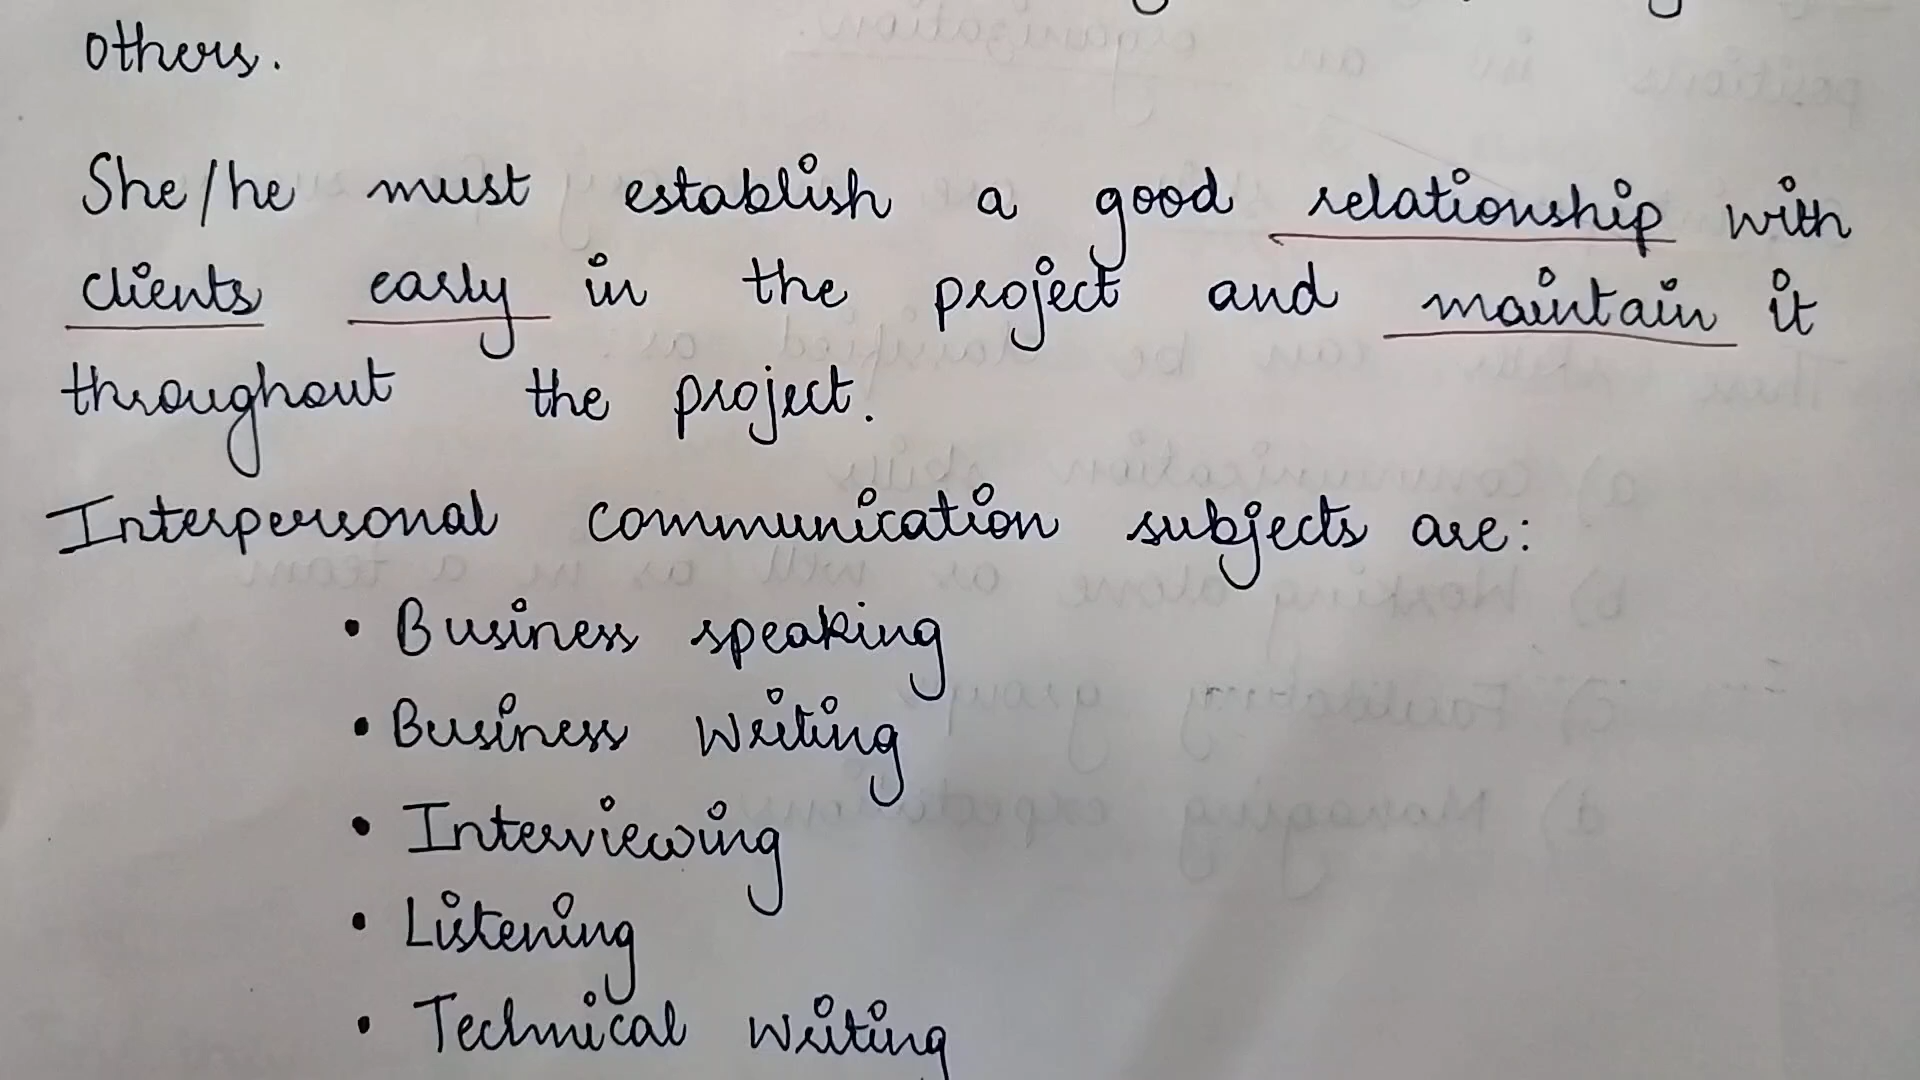 others.
She/he must establish a good relationship with
clients early in the project and maintain it
throughout the project.
Interpersonal communication subjects are:
• Business speaking
• Business Writing
• Interviewing
• Listening
• Technical Writing